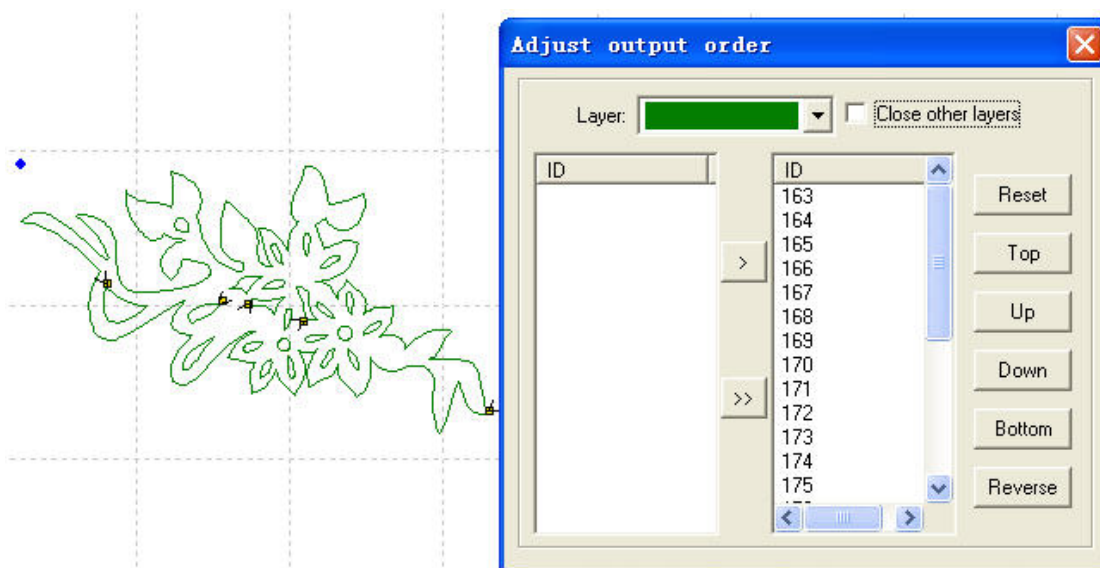 Adjust output order
Layer:
Close other layers
ID
ID
163
164
165
166
167
168
169
170
171
172
173
174
175
>
>>
Reset
Top
Up
Down
Bottom
Reverse